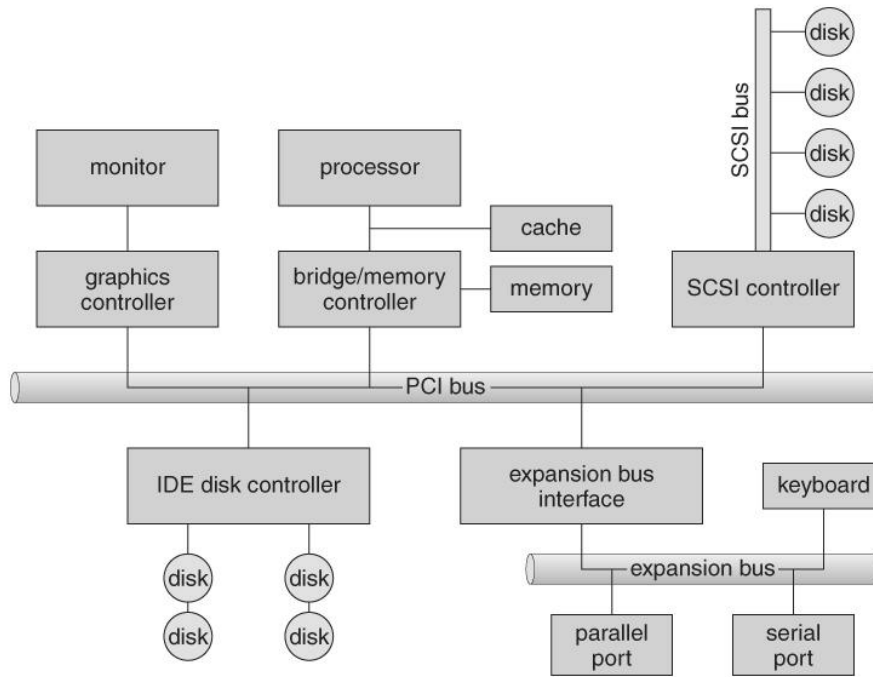 disk
disk
disk
disk
SCSI bus
monitor
processor
cache
graphics
controller
bridge/memory
controller
memory
SCSI controller
PCI bus
IDE disk controller
expansion bus
interface
keyboard
disk
disk
disk
disk
expansion bus
parallel
port
serial
port